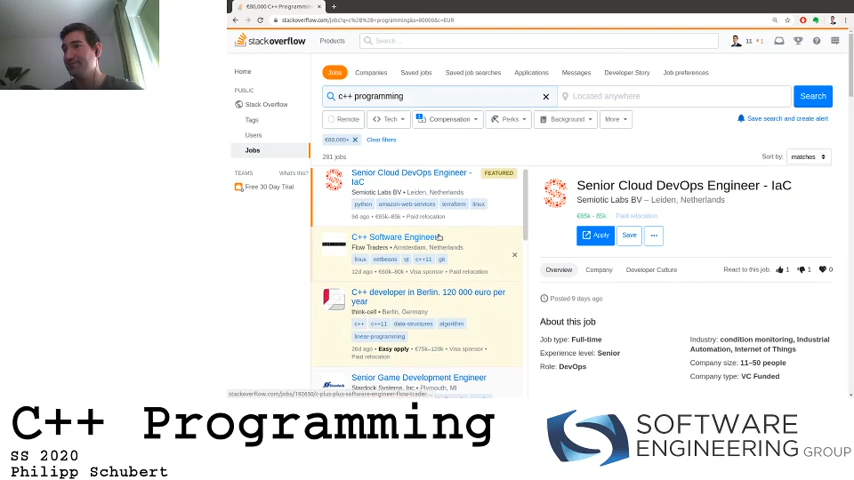 €80,000 C++ Programmin
stackoverflow.com/jobs?q=c%2B%2B+programming&s=80000&c=EUR
stackoverflow
Products
Search...
11
1
Home
PUBLIC
Stack Overflow
Tags
Users
Jobs
TEAMS
What's this?
Free 30 Day Trial
Jobs
Companies
Saved jobs
Saved job searches
Applications
Messages
Developer Story
Job preferences
c++ programming
Located anywhere
Search
Remote
Tech
Compensation
Perks
Background
More
Save search and create alert
€80,000+
Clear filters
281 jobs
Sort by:
matches
Senior Cloud DevOps Engineer -
IaC
FEATURED
Semiotic Labs BV • Leiden, Netherlands
python
amazon-web-services
terraform
linux
9d ago • €65k–85k • Paid relocation
C++ Software Engineer
Flow Traders • Amsterdam, Netherlands
linux
netbeans
qt
c++11
git
12d ago • €60k–80k • Visa sponsor • Paid relocation
C++ developer in Berlin. 120 000 euro per
year
think-cell • Berlin, Germany
c++
c++11
data-structures
algorithm
linear-programming
26d ago • Easy apply • €75k–120k • Visa sponsor •
Paid relocation
Senior Game Development Engineer
Stardock Systems, Inc • Plymouth, MI
Senior Cloud DevOps Engineer - IaC
Semiotic Labs BV – Leiden, Netherlands
€65k - 85k
Paid relocation
Apply
Save
Overview
Company
Developer Culture
React to this job:
1
1
0
Posted 9 days ago
About this job
Job type: Full-time
Experience level: Senior
Role: DevOps
Industry: condition monitoring, Industrial
Automation, Internet of Things
Company size: 11–50 people
Company type: VC Funded
C++ Programming
SS 2020
Philipp Schubert
SOFTWARE
ENGINEERING GROUP